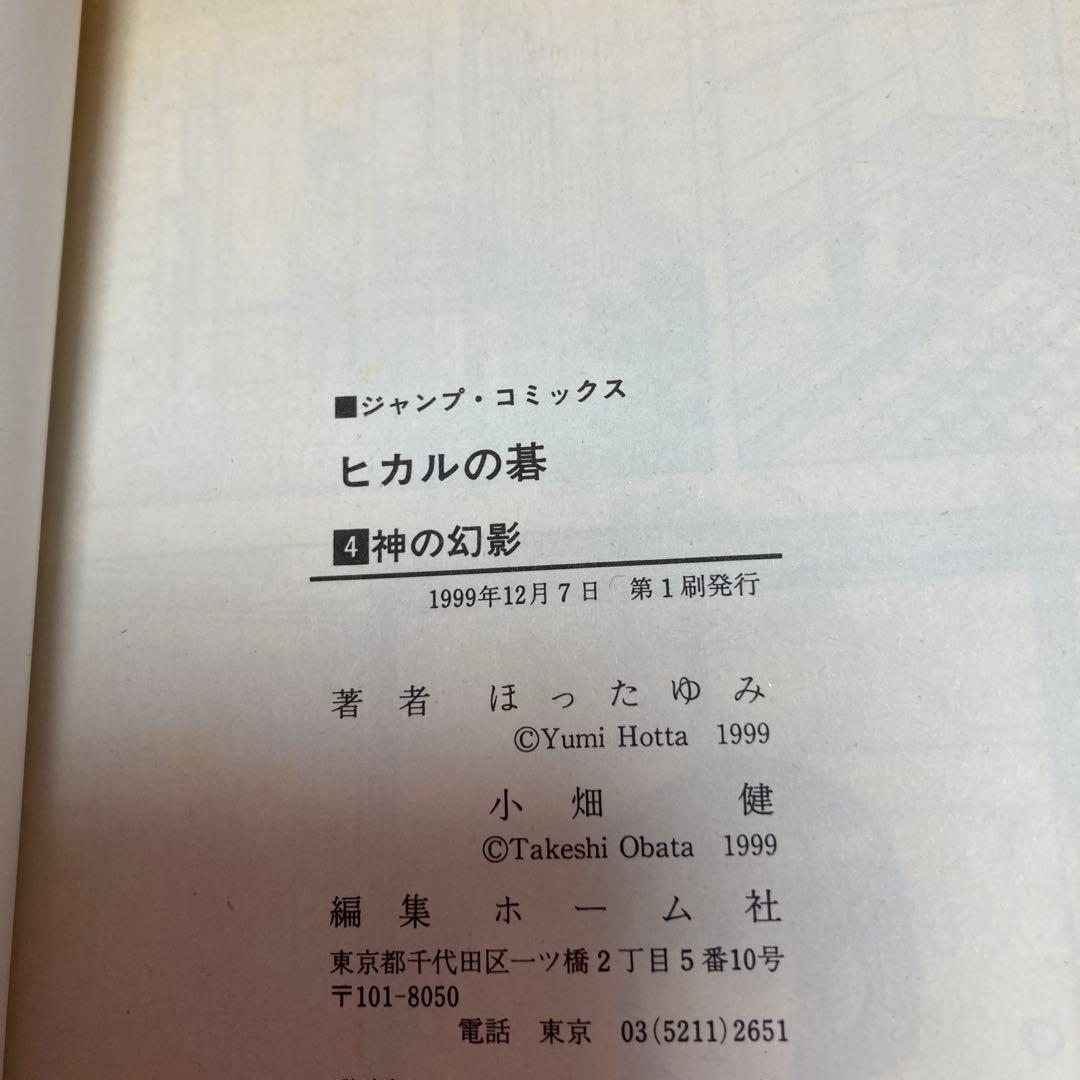 ■ジャンプ・コミックス
ヒカルの碁
4神の幻影
1999年12月7日 第1刷発行
著者 ほったゆみ
©Yumi Hotta 1999
小畑 健
©Takeshi Obata 1999
編集 ホーム社
東京都千代田区一ツ橋2丁目5番10号
〒101-8050
電話 東京 03(5211)2651